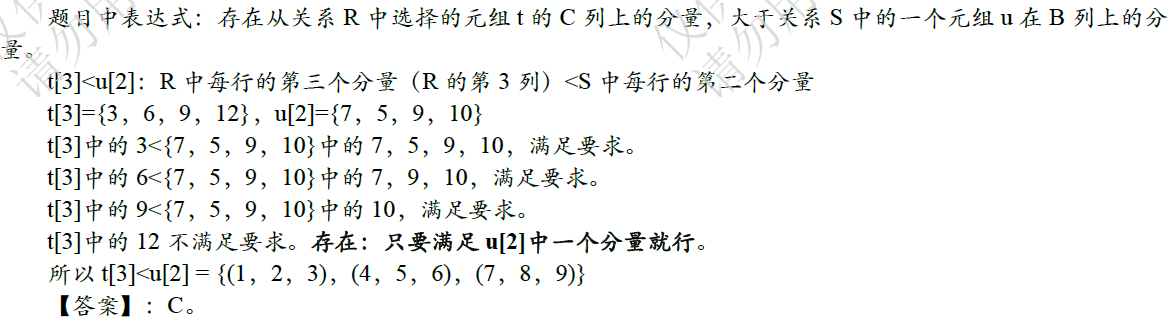 题目中表达式：存在从关系 R 中选择的元组 t 的 C 列上的分量，大于关系 S 中的一个元组 u 在 B 列上的分
量。
t[3]<u[2]：R 中每行的第三个分量（R 的第 3 列）<S 中每行的第二个分量
t[3]={3，6，9，12}，u[2]={7，5，9，10}
t[3]中的 3<{7，5，9，10}中的 7，5，9，10，满足要求。
t[3]中的 6<{7，5，9，10}中的 7，9，10，满足要求。
t[3]中的 9<{7，5，9，10}中的 10，满足要求。
t[3]中的 12 不满足要求。存在：只要满足 u[2]中一个分量就行。
所以 t[3]<u[2] = {(1，2，3)，(4，5，6)，(7，8，9)}
【答案】：C。
请勿用